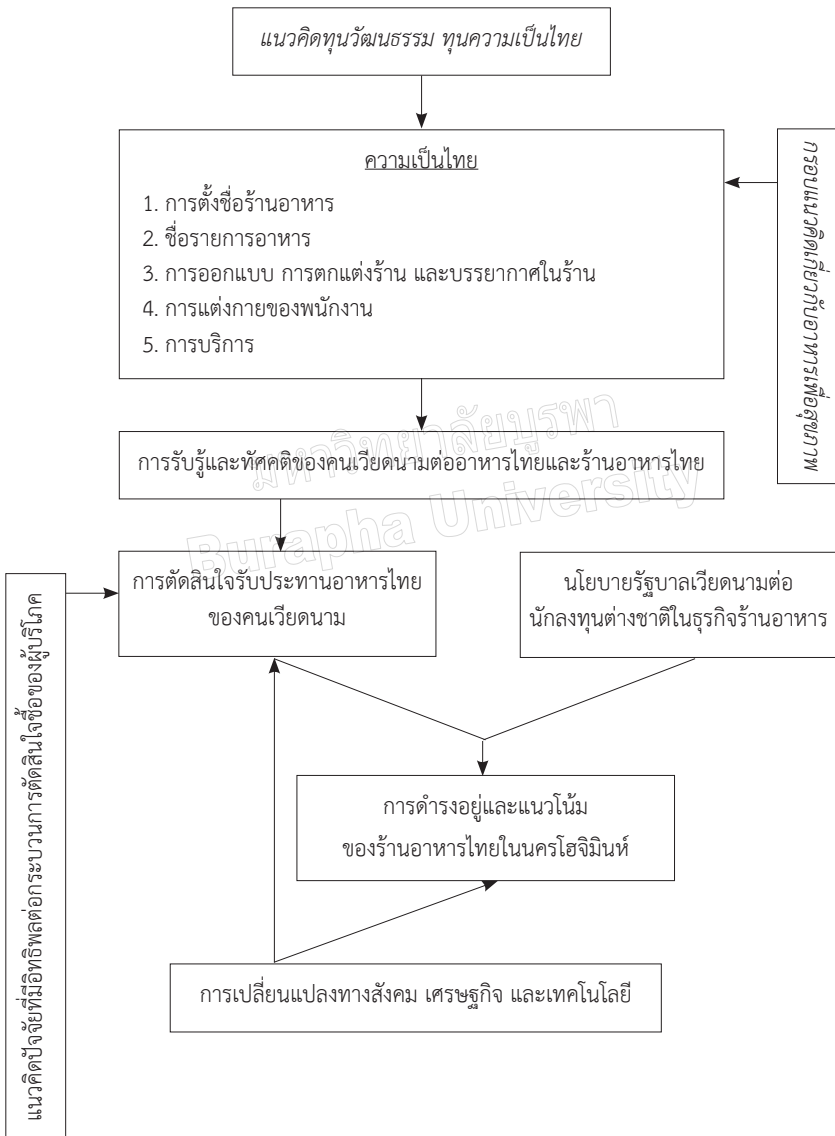 แนวคิดทุนวัฒนธรรม ทุนความเป็นไทย
ความเป็นไทย
1. การตั้งชื่อร้านอาหาร
2. ชื่อรายการอาหาร
3. การออกแบบ การตกแต่งร้าน และบรรยากาศในร้าน
4. การแต่งกายของพนักงาน
5. การบริการ
กรอบแนวคิดเกี่ยวกับอาหารเพื่อสุขภาพ
มหาวิทยาลัยบูรพา
Burapha University
การรับรู้และทัศคติของคนเวียดนามต่ออาหารไทยและร้านอาหารไทย
การตัดสินใจรับประทานอาหารไทย
ของคนเวียดนาม
นโยบายรัฐบาลเวียดนามต่อ
นักลงทุนต่างชาติในธุรกิจร้านอาหาร
แนวคิดปัจจัยที่มีอิทธิพลต่อกระบวนการตัดสินใจซื้อของผู้บริโภค
การดำรงอยู่และแนวโน้ม
ของร้านอาหารไทยในนครโฮจิมินห์
การเปลี่ยนแปลงทางสังคม เศรษฐกิจ และเทคโนโลยี